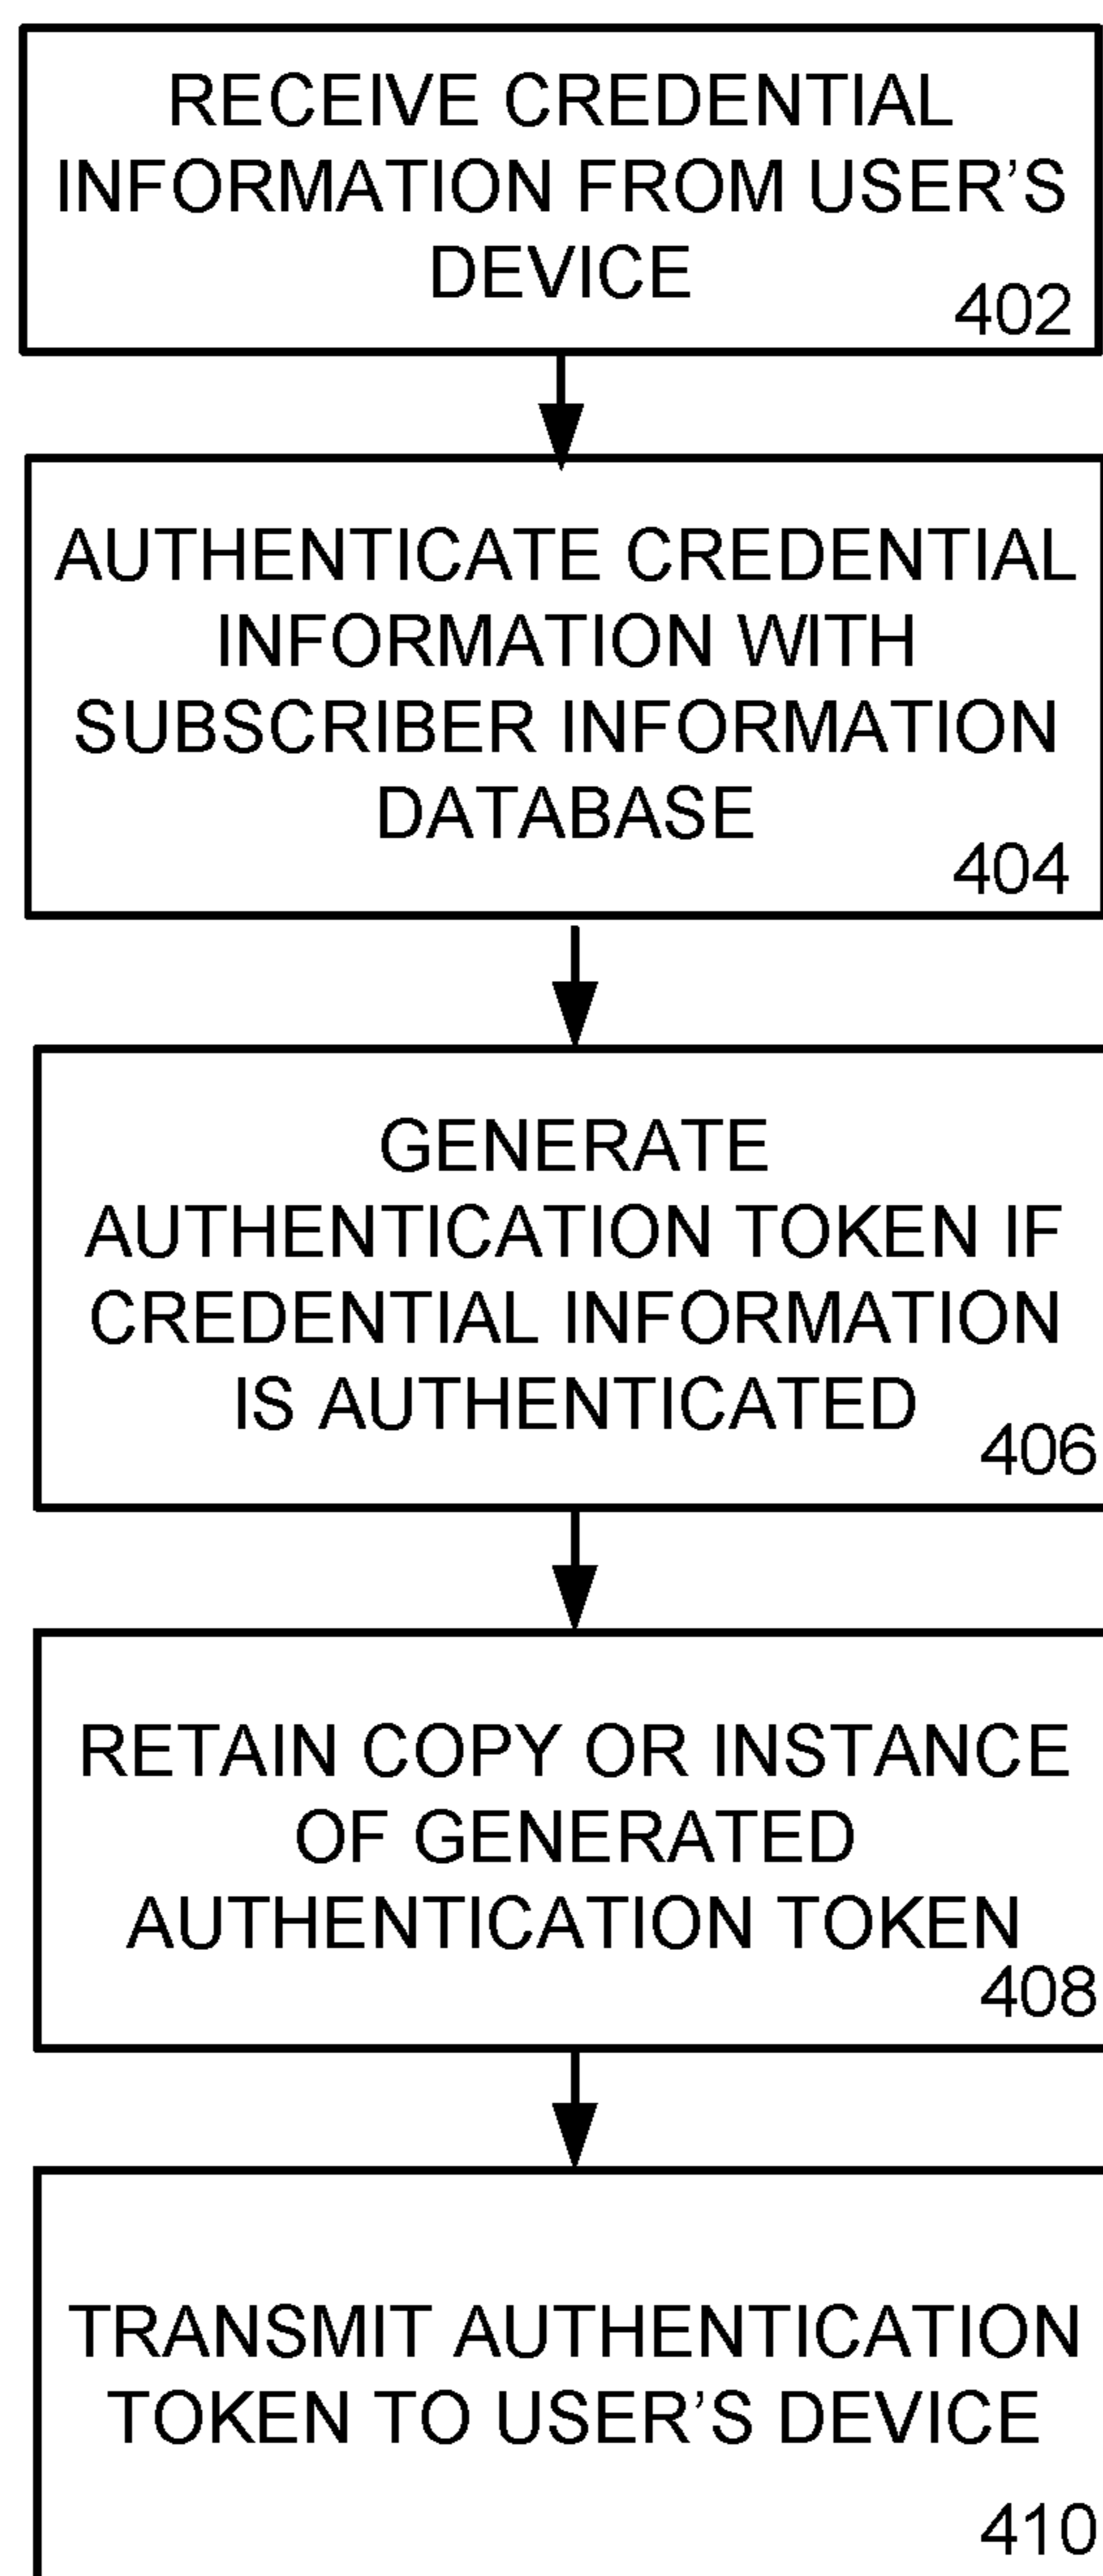 RECEIVE CREDENTIAL
INFORMATION FROM USER’S
DEVICE
402
AUTHENTICATE CREDENTIAL
INFORMATION WITH
SUBSCRIBER INFORMATION
DATABASE
404
GENERATE
AUTHENTICATION TOKEN IF
CREDENTIAL INFORMATION
IS AUTHENTICATED
406
RETAIN COPY OR INSTANCE
OF GENERATED
AUTHENTICATION TOKEN
408
TRANSMIT AUTHENTICATION
TOKEN TO USER’S DEVICE
410